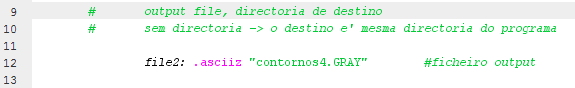 9 # output file, directoria de destino
10 # sem directoria -> o destino e' mesma directoria do programa
11
12 file2: .asciiz "contornos4.GRAY" #ficheiro output
13